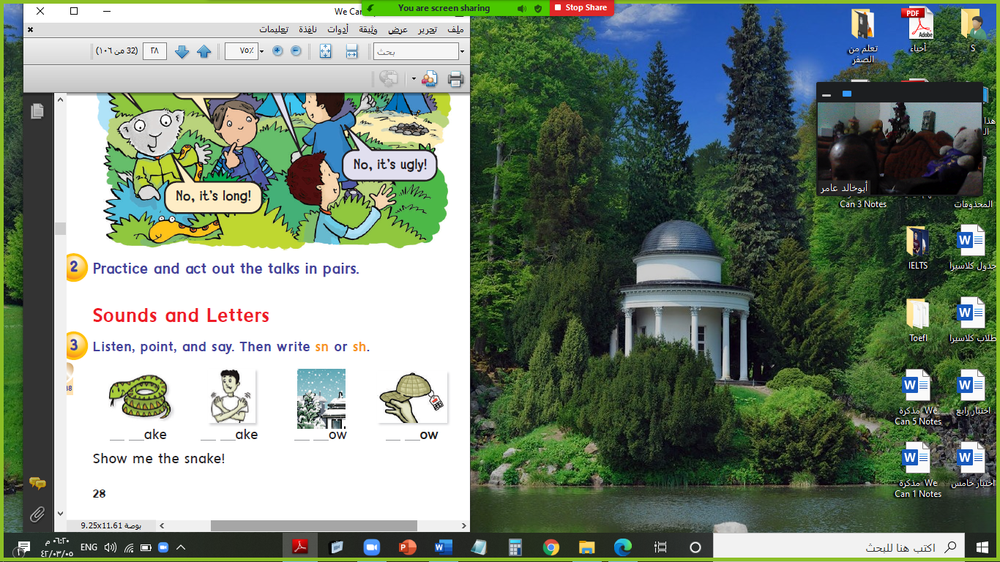 You are screen sharing
Stop Share
We Can
ملف تحرير عرض وثيقة أدوات نافذة تعليمات
(32 من ١٠٦)
٢٨
٧٥٪
بحث
No, it's ugly!
No, it's long!
2 Practice and act out the talks in pairs.
Sounds and Letters
3 Listen, point, and say. Then write sn or sh.
__ __ake
__ __ake
__ __ow
__ __ow
Show me the snake!
28
9.25x11.61 بوصة
تعلم من الصفر
PDF
Adobe
أحياء
S
أبوخالد عامر
Can 3 Notes
المحذوفات
IELTS
جدول كلاسيرا
Toefl
طلاب كلاسيرا
مذكرة We
Can 5 Notes
اختبار رابع
مذكرة We
Can 1 Notes
اختبار خامس
٠٦:٢٠ م
٤٢/٠٣/٠٥
ENG
اكتب هنا للبحث